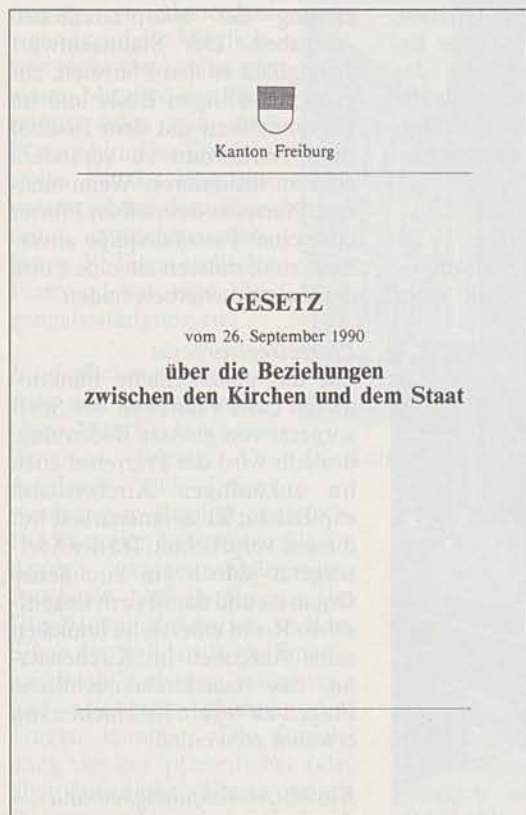 Kanton Freiburg
GESETZ
vom 26. September 1990
über die Beziehungen
zwischen den Kirchen und dem Staat